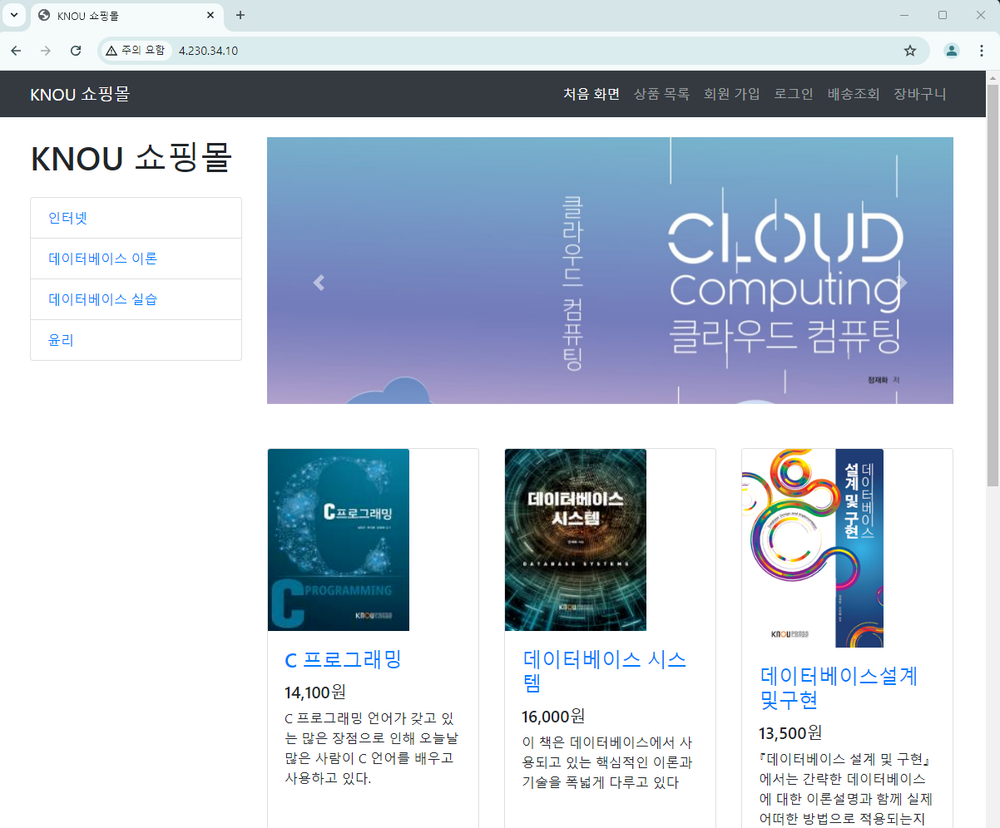 KNOU 쇼핑몰
주의 요함
4.230.34.10
KNOU 쇼핑몰
처음 화면 상품 목록 회원 가입 로그인 배송조회 장바구니
KNOU 쇼핑몰
인터넷
데이터베이스 이론
데이터베이스 실습
윤리
클라우드 컴퓨팅
CLOUD
Computing
클라우드 컴퓨팅
정재화 저
C프로그래밍
C PROGRAMMING
KNOU
C 프로그래밍
14,100원
C 프로그래밍 언어가 갖고 있
는 많은 장점으로 인해 오늘날
많은 사람이 C 언어를 배우고
사용하고 있다.
데이터베이스
시스템
DATABASE SYSTEMS
KNOU
데이터베이스 시스
템
16,000원
이 책은 데이터베이스에서 사
용되고 있는 핵심적인 이론과
기술을 폭넓게 다루고 있다
데이터베이스
설계 및 구현
Database Design and Implementation
KNOU
데이터베이스설계
및구현
13,500원
『데이터베이스 설계 및 구현』
에서는 간략한 데이터베이스
에 대한 이론설명과 함께 실제
어떠한 방법으로 적용되는지